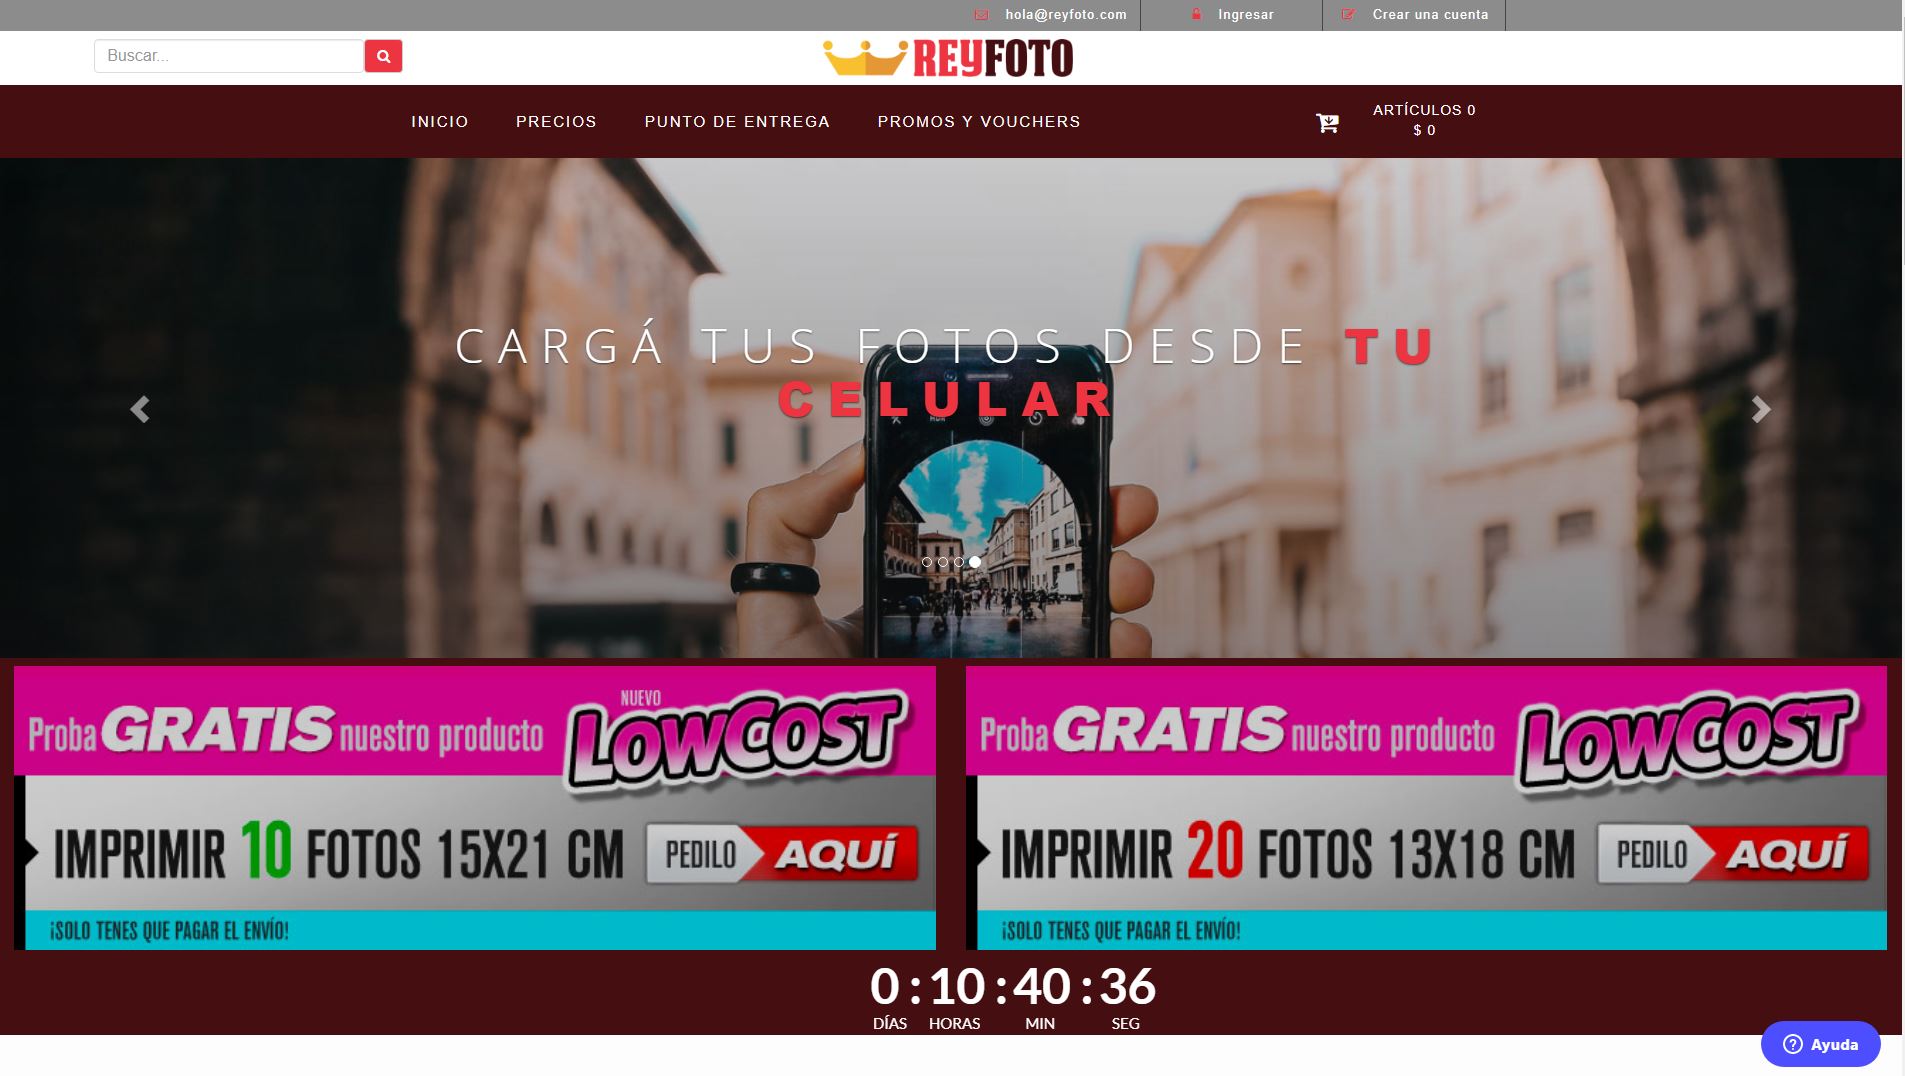 hola@reyfoto.com
Ingresar
Crear una cuenta
Buscar...
REYFOTO
INICIO
PRECIOS
PUNTO DE ENTREGA
PROMOS Y VOUCHERS
ARTÍCULOS 0
$ 0
CARGÁ TUS FOTOS DESDE TU
CELULAR
NUEVO
Proba GRATIS nuestro producto LOWCOST
IMPRIMIR 10 FOTOS 15X21 CM PEDILO AQUÍ
¡SOLO TENES QUE PAGAR EL ENVÍO!
Proba GRATIS nuestro producto LOWCOST
IMPRIMIR 20 FOTOS 13X18 CM PEDILO AQUÍ
¡SOLO TENES QUE PAGAR EL ENVÍO!
0 : 10 : 40 : 36
DÍAS HORAS MIN SEG
Ayuda